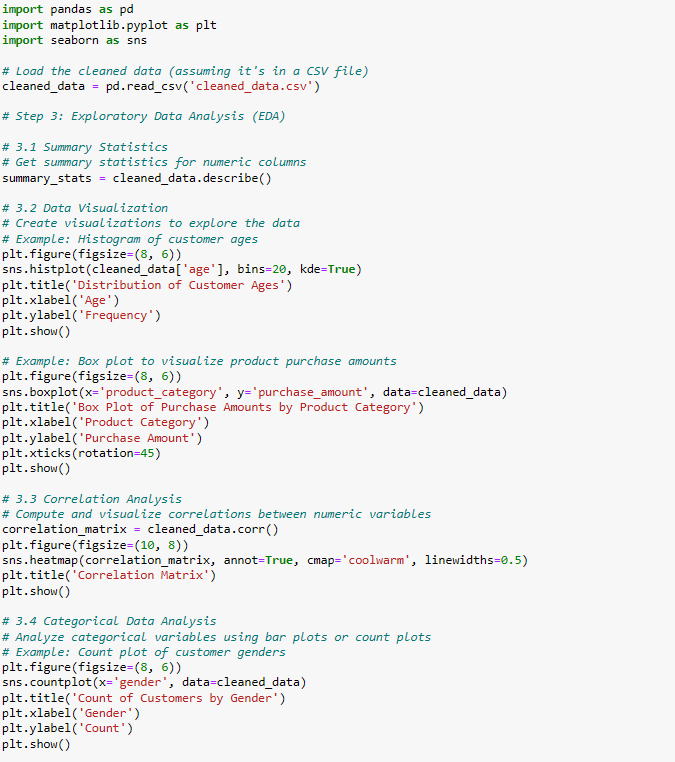 import pandas as pd
import matplotlib.pyplot as plt
import seaborn as sns
# Load the cleaned data (assuming it's in a CSV file)
cleaned_data = pd.read_csv('cleaned_data.csv')
# Step 3: Exploratory Data Analysis (EDA)
# 3.1 Summary Statistics
# Get summary statistics for numeric columns
summary_stats = cleaned_data.describe()
# 3.2 Data Visualization
# Create visualizations to explore the data
# Example: Histogram of customer ages
plt.figure(figsize=(8, 6))
sns.histplot(cleaned_data['age'], bins=20, kde=True)
plt.title('Distribution of Customer Ages')
plt.xlabel('Age')
plt.ylabel('Frequency')
plt.show()
# Example: Box plot to visualize product purchase amounts
plt.figure(figsize=(8, 6))
sns.boxplot(x='product_category', y='purchase_amount', data=cleaned_data)
plt.title('Box Plot of Purchase Amounts by Product Category')
plt.xlabel('Product Category')
plt.ylabel('Purchase Amount')
plt.xticks(rotation=45)
plt.show()
# 3.3 Correlation Analysis
# Compute and visualize correlations between numeric variables
correlation_matrix = cleaned_data.corr()
plt.figure(figsize=(10, 8))
sns.heatmap(correlation_matrix, annot=True, cmap='coolwarm', linewidths=0.5)
plt.title('Correlation Matrix')
plt.show()
# 3.4 Categorical Data Analysis
# Analyze categorical variables using bar plots or count plots
# Example: Count plot of customer genders
plt.figure(figsize=(8, 6))
sns.countplot(x='gender', data=cleaned_data)
plt.title('Count of Customers by Gender')
plt.xlabel('Gender')
plt.ylabel('Count')
plt.show()